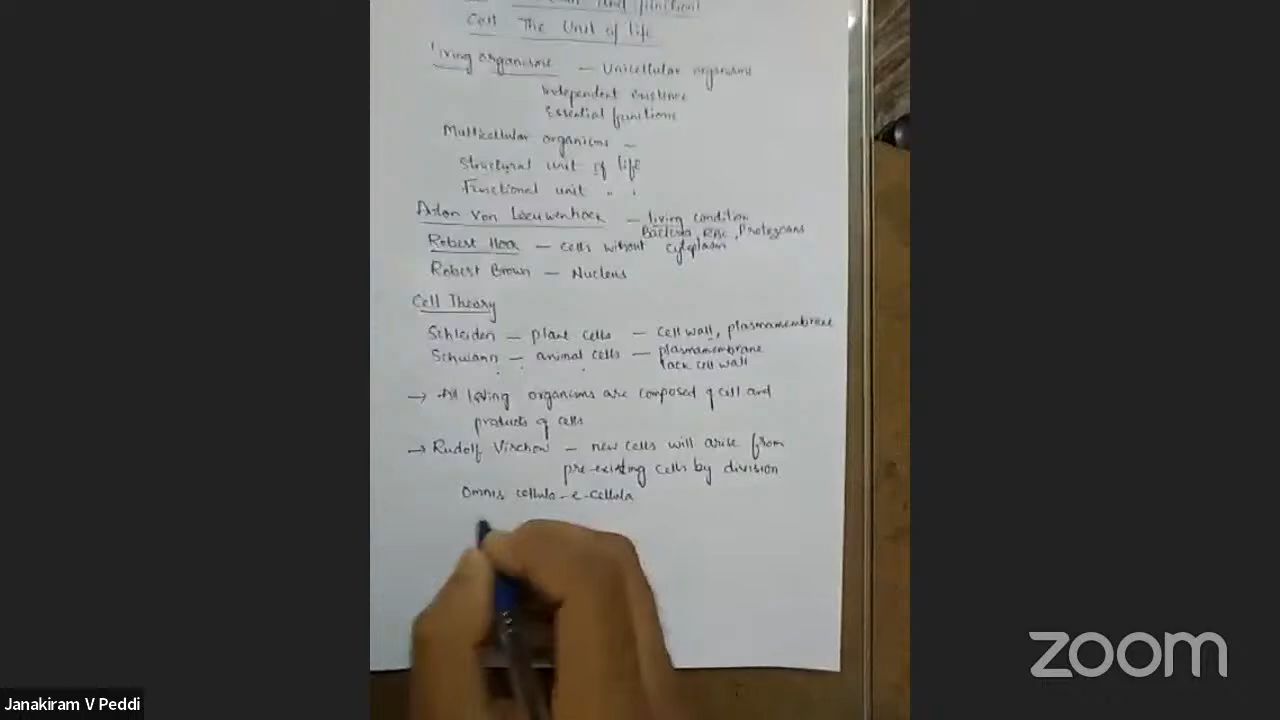 and function
Cell The Unit of life
Living organisms — Unicellular organisms
Independent existence
Essential functions
Multicellular organisms —
Structural unit of life
Functional unit " "
Anton Von Leeuwenhoek — living condition
Bacteria, RBC, Protozoans
Robert Hook — cells without cytoplasm
Robert Brown — Nucleus
Cell Theory
Schleiden — plant cells — cell wall, plasmamembrane
Schwann — animal cells — plasmamembrane
lack cell wall
→ All living organisms are composed of cell and
products of cells
→ Rudolf Virchow — new cells will arise from
pre-existing cells by division
Omnis cellula-e-cellula
zoom
Janakiram V Peddi